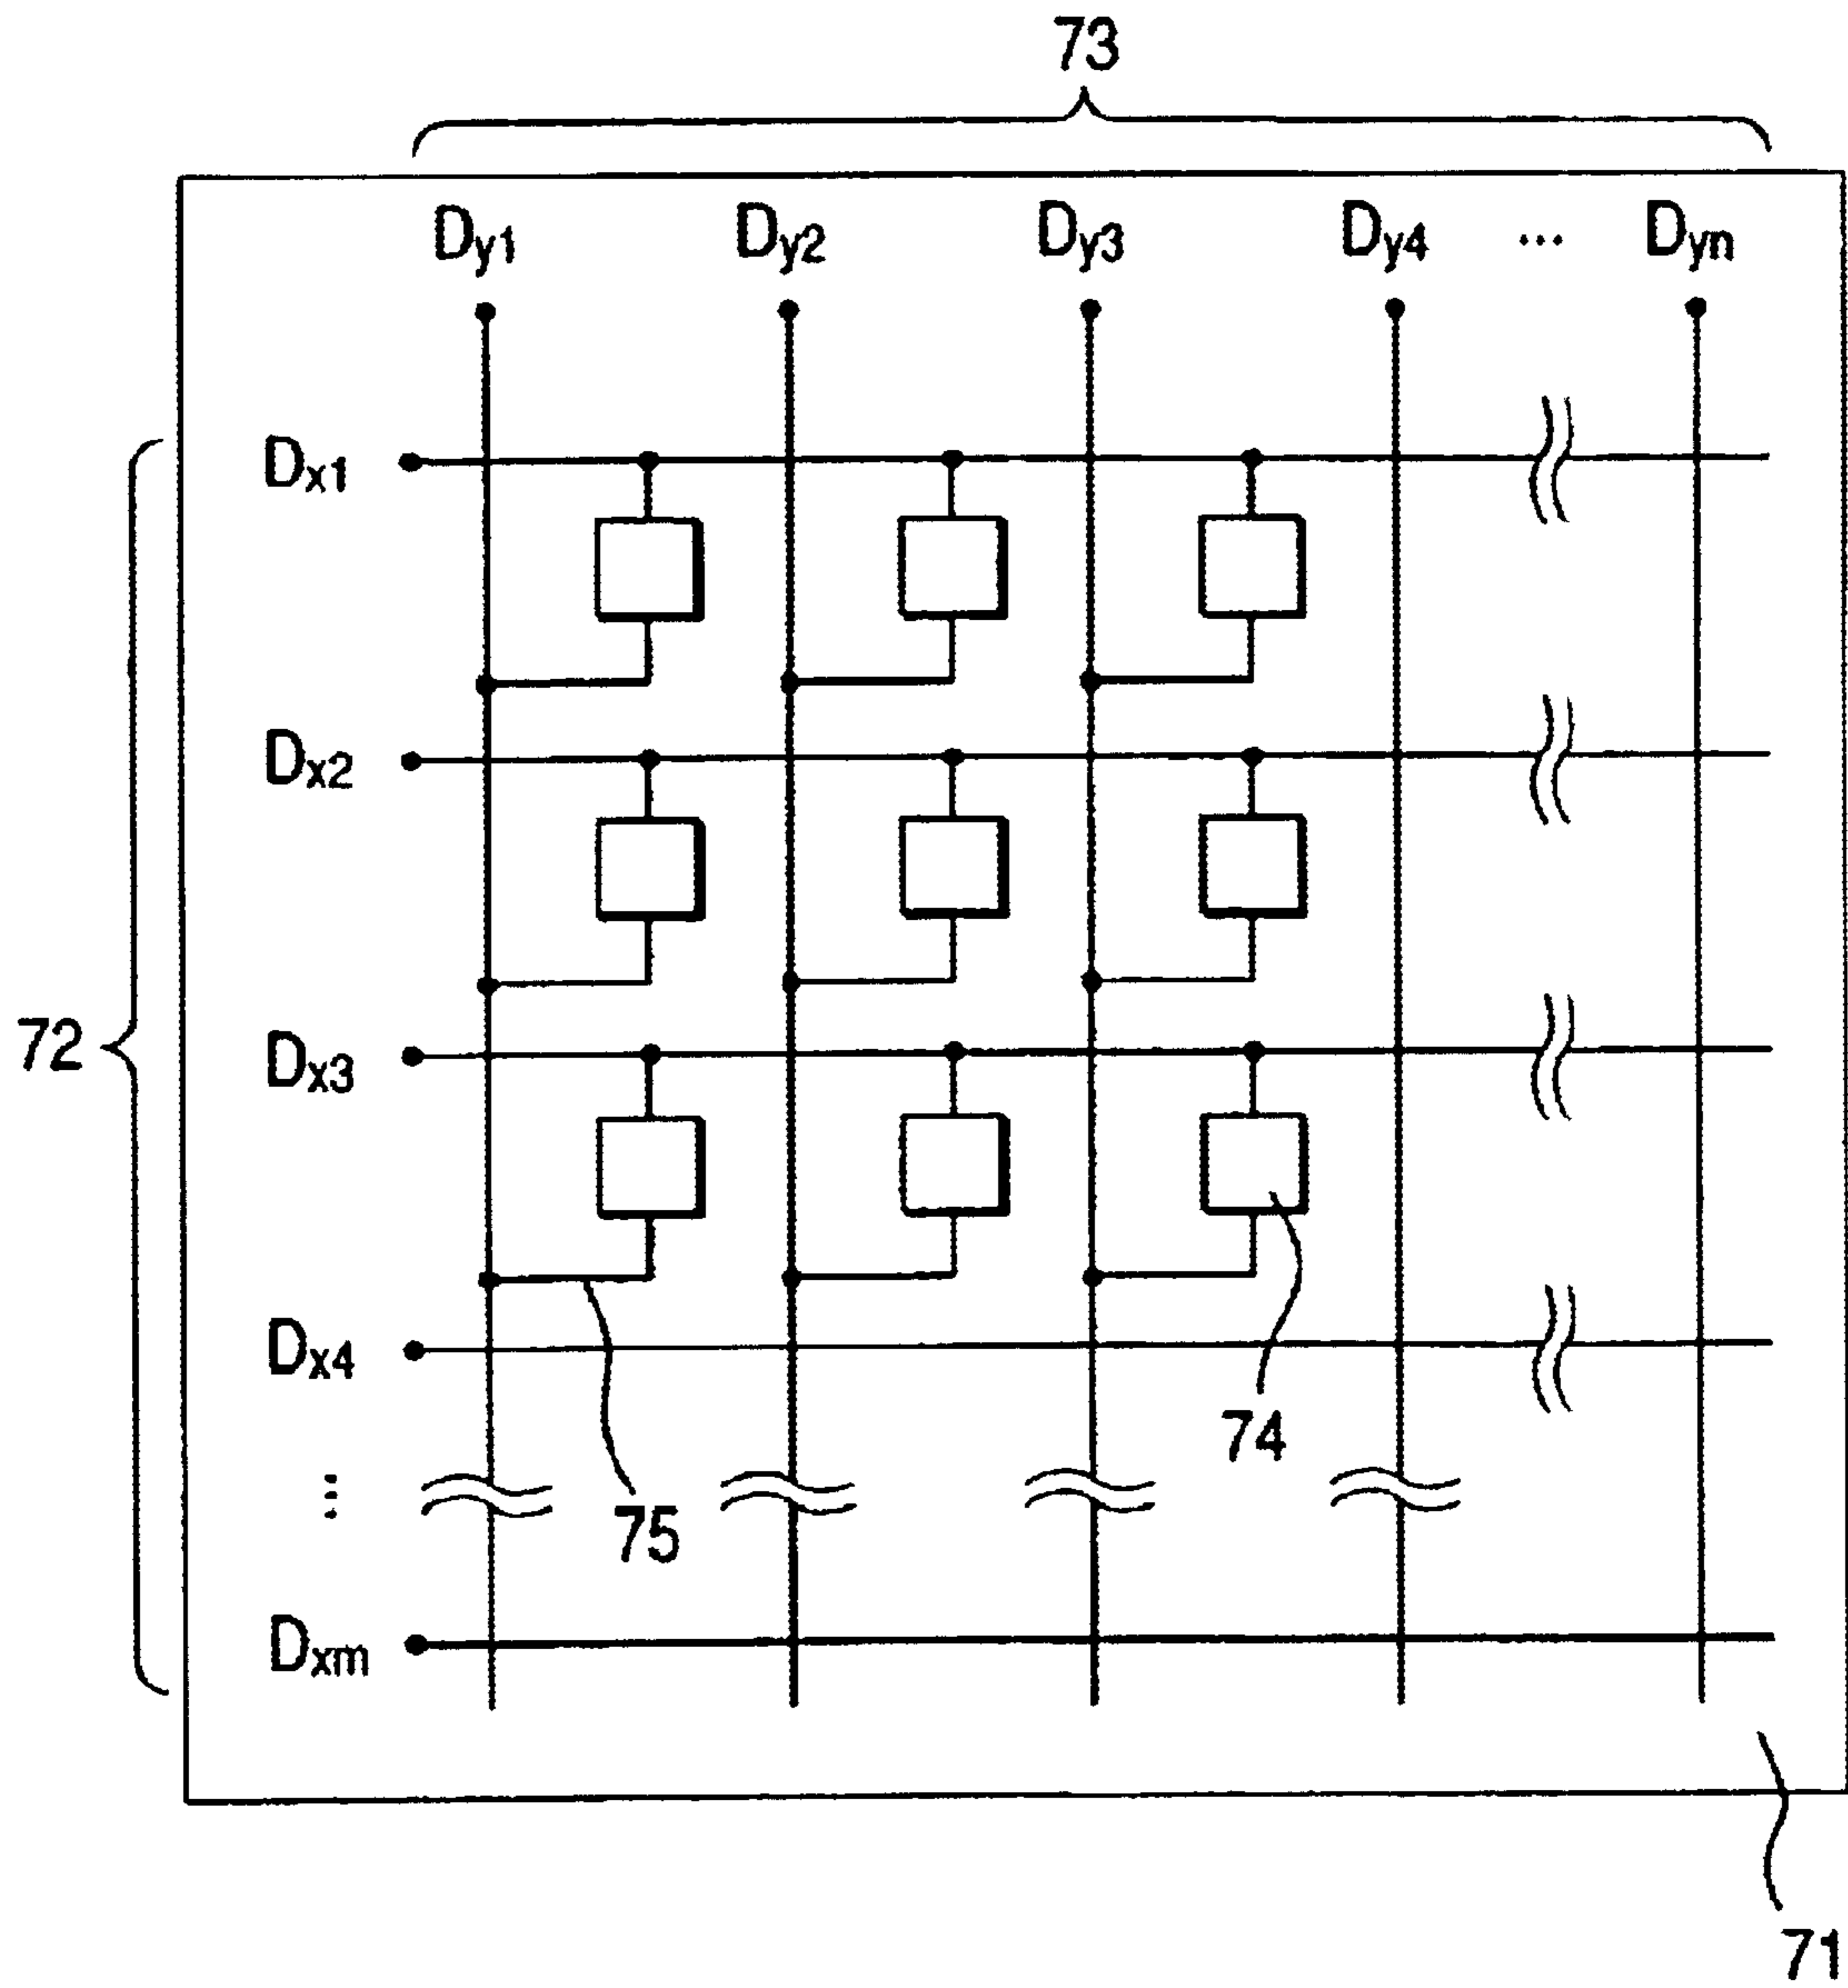 73
Dy1 Dy2 Dy3 Dy4 ... Dyn
Dx1
Dx2
72
Dx3
Dx4
74
⋮
75
Dxm
71